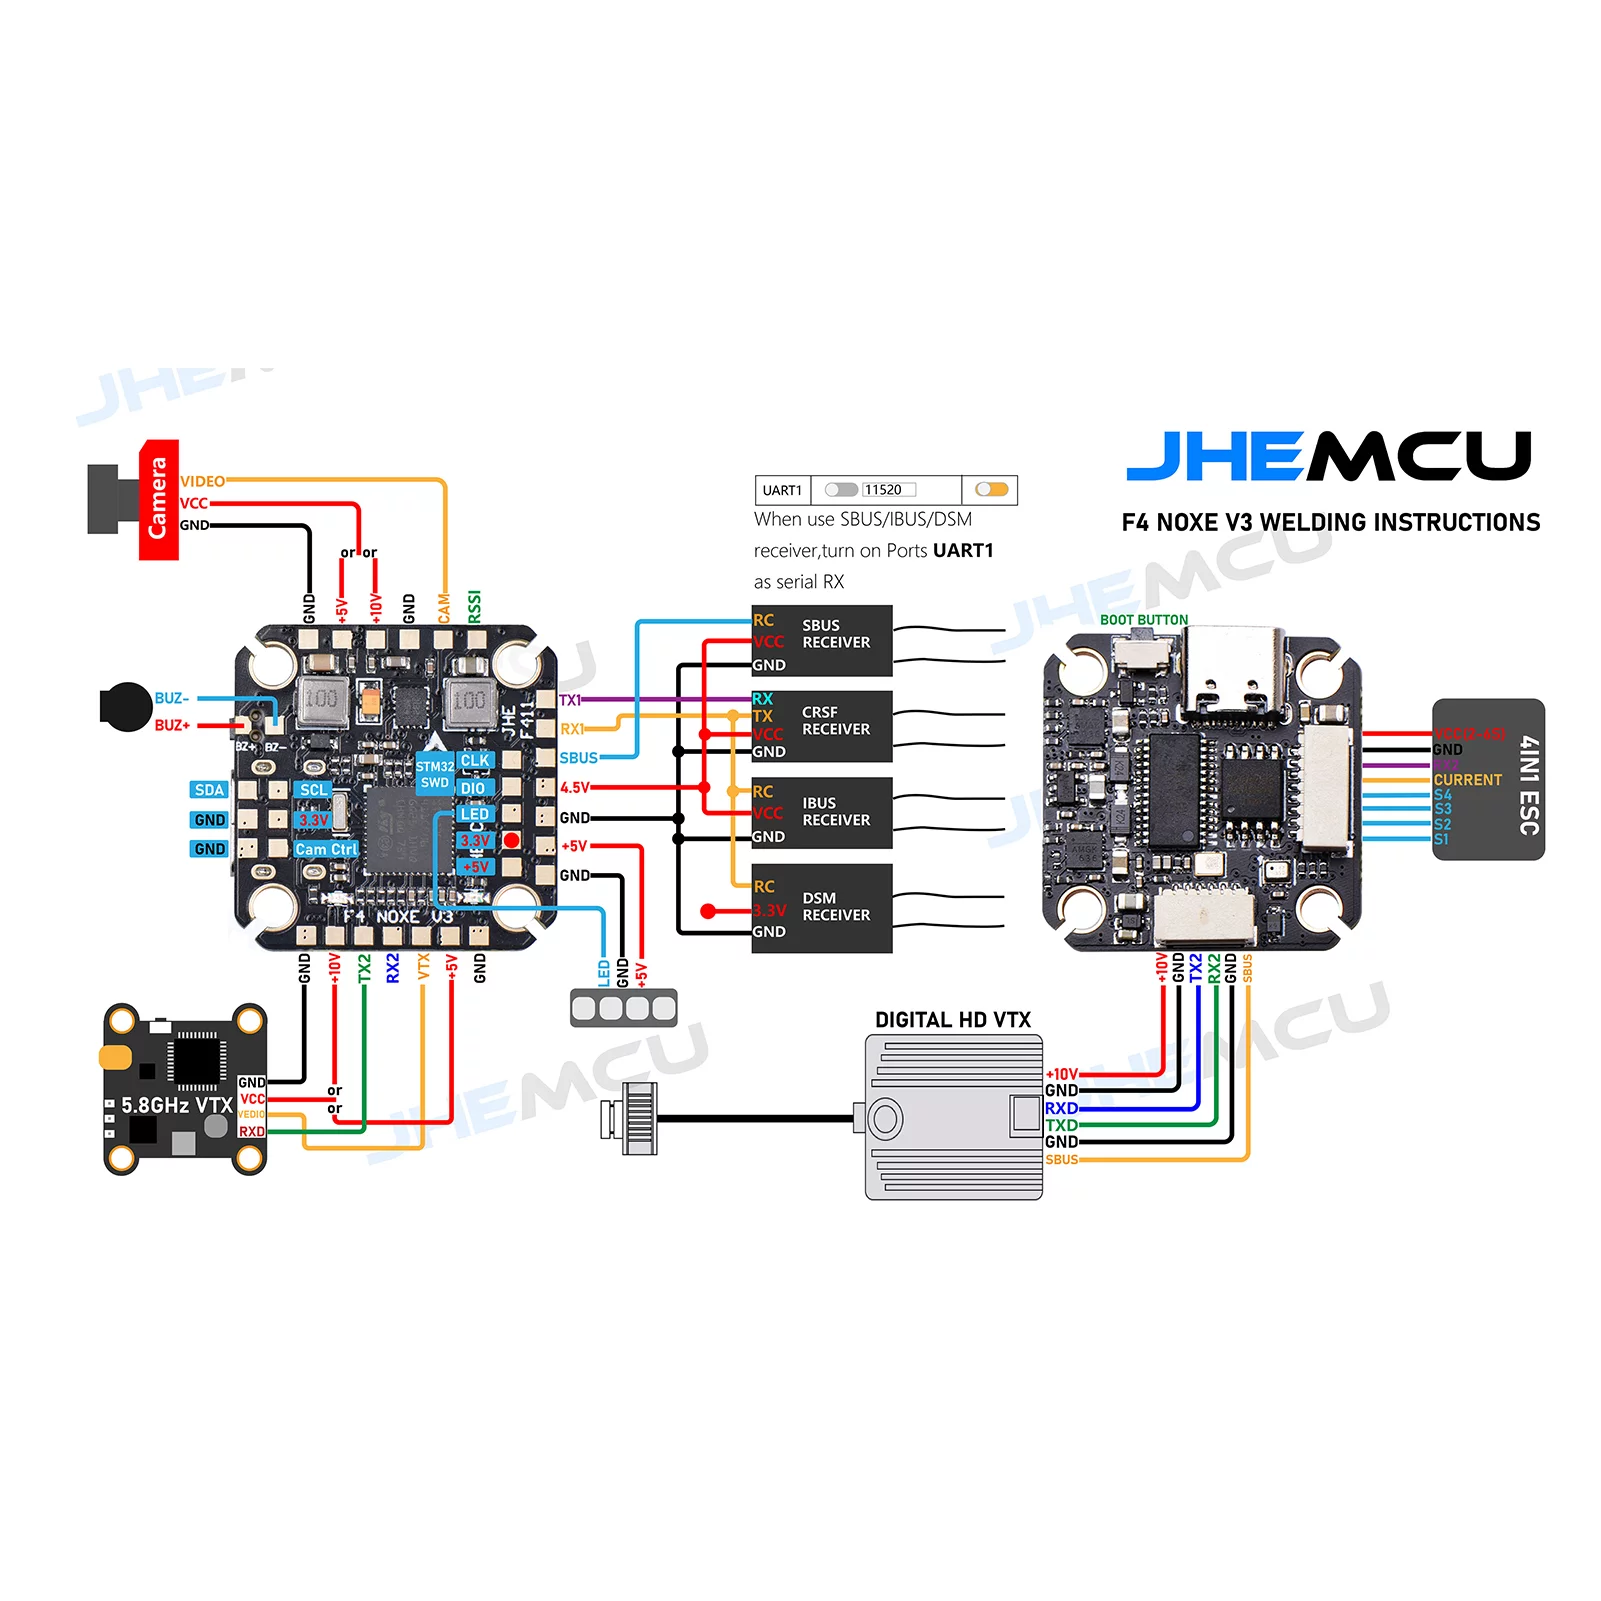 JHEMCU
JHEMCU
F4 NOXE V3 WELDING INSTRUCTIONS
Camera
VIDEO
VCC
GND
or or
GND
+5V
+10V
GND
CAM
RSSI
UART1 11520
When use SBUS/IBUS/DSM
receiver,turn on Ports UART1
as serial RX
BUZ-
BUZ+
BZ+ BZ-
100
100
JHE
F411
STM32
SWD
CLK
DIO
LED
3.3V
+5V
SDA
GND
GND
SCL
3.3V
Cam Ctrl
F4 NOXE V3
TX1
RX1
SBUS
4.5V
GND
+5V
GND
RC
VCC
GND
SBUS
RECEIVER
RX
TX
VCC
GND
CRSF
RECEIVER
RC
VCC
GND
IBUS
RECEIVER
RC
3.3V
GND
DSM
RECEIVER
LED
GND
+5V
GND
+10V
TX2
RX2
VTX
+5V
GND
5.8GHz VTX
GND
VCC
VEDIO
RXD
or
or
BOOT BUTTON
VCC(2-6S)
GND
RX2
CURRENT
S4
S3
S2
S1
4IN1 ESC
+10V
GND
TX2
RX2
GND
SBUS
DIGITAL HD VTX
+10V
GND
RXD
TXD
GND
SBUS
JHEMCU
JHEMCU
JHEMCU
JHEMCU